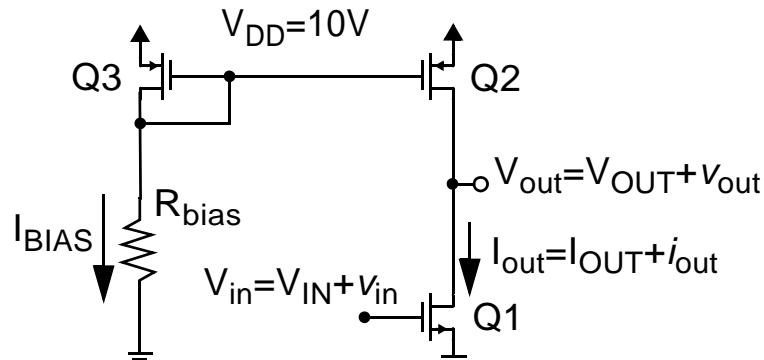 V_DD=10V
Q3
Q2
V_out=V_OUT+v_out
R_bias
I_BIAS
I_out=I_OUT+i_out
V_in=V_IN+v_in
Q1